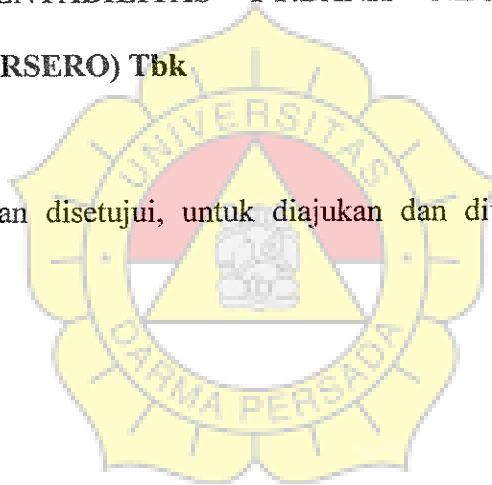 RSERO) Tbk
UNIVERSITAS
an disetujui, untuk diajukan dan di
DARMA PERSADA